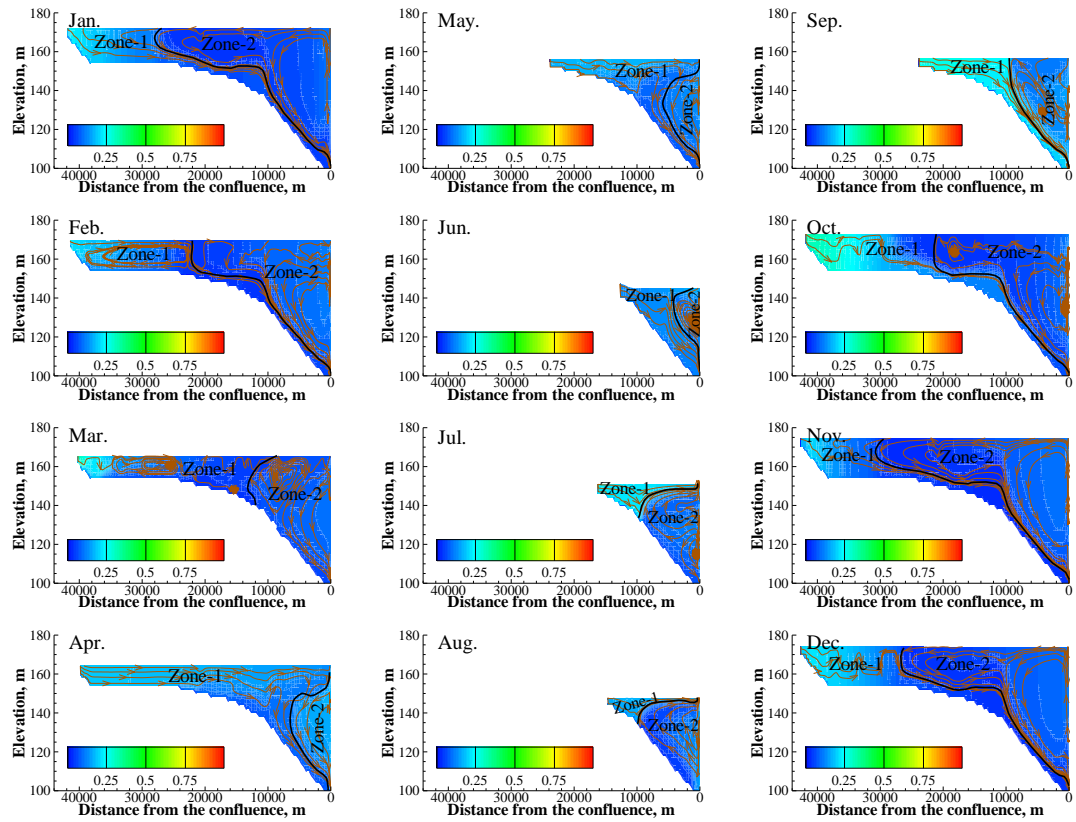 Jan.
180
160
140
120
100
Elevation, m
Zone-1 Zone-2
0.25 0.5 0.75
40000 30000 20000 10000 0
Distance from the confluence, m
May.
180
160
140
120
100
Elevation, m
Zone-1
Zone-2
0.25 0.5 0.75
40000 30000 20000 10000 0
Distance from the confluence, m
Sep.
180
160
140
120
100
Elevation, m
Zone-1
Zone-2
0.25 0.5 0.75
40000 30000 20000 10000 0
Distance from the confluence, m
Feb.
180
160
140
120
100
Elevation, m
Zone-1
Zone-2
0.25 0.5 0.75
40000 30000 20000 10000 0
Distance from the confluence, m
Jun.
180
160
140
120
100
Elevation, m
Zone-1
Zone-2
0.25 0.5 0.75
40000 30000 20000 10000 0
Distance from the confluence, m
Oct.
180
160
140
120
100
Elevation, m
Zone-1 Zone-2
0.25 0.5 0.75
40000 30000 20000 10000 0
Distance from the confluence, m
Mar.
180
160
140
120
100
Elevation, m
Zone-1
Zone-2
0.25 0.5 0.75
40000 30000 20000 10000 0
Distance from the confluence, m
Jul.
180
160
140
120
100
Elevation, m
Zone-1
Zone-2
0.25 0.5 0.75
40000 30000 20000 10000 0
Distance from the confluence, m
Nov.
180
160
140
120
100
Elevation, m
Zone-1 Zone-2
0.25 0.5 0.75
40000 30000 20000 10000 0
Distance from the confluence, m
Apr.
180
160
140
120
100
Elevation, m
Zone-1
Zone-2
0.25 0.5 0.75
40000 30000 20000 10000 0
Distance from the confluence, m
Aug.
180
160
140
120
100
Elevation, m
Zone-1
Zone-2
0.25 0.5 0.75
40000 30000 20000 10000 0
Distance from the confluence, m
Dec.
180
160
140
120
100
Elevation, m
Zone-1 Zone-2
0.25 0.5 0.75
40000 30000 20000 10000 0
Distance from the confluence, m